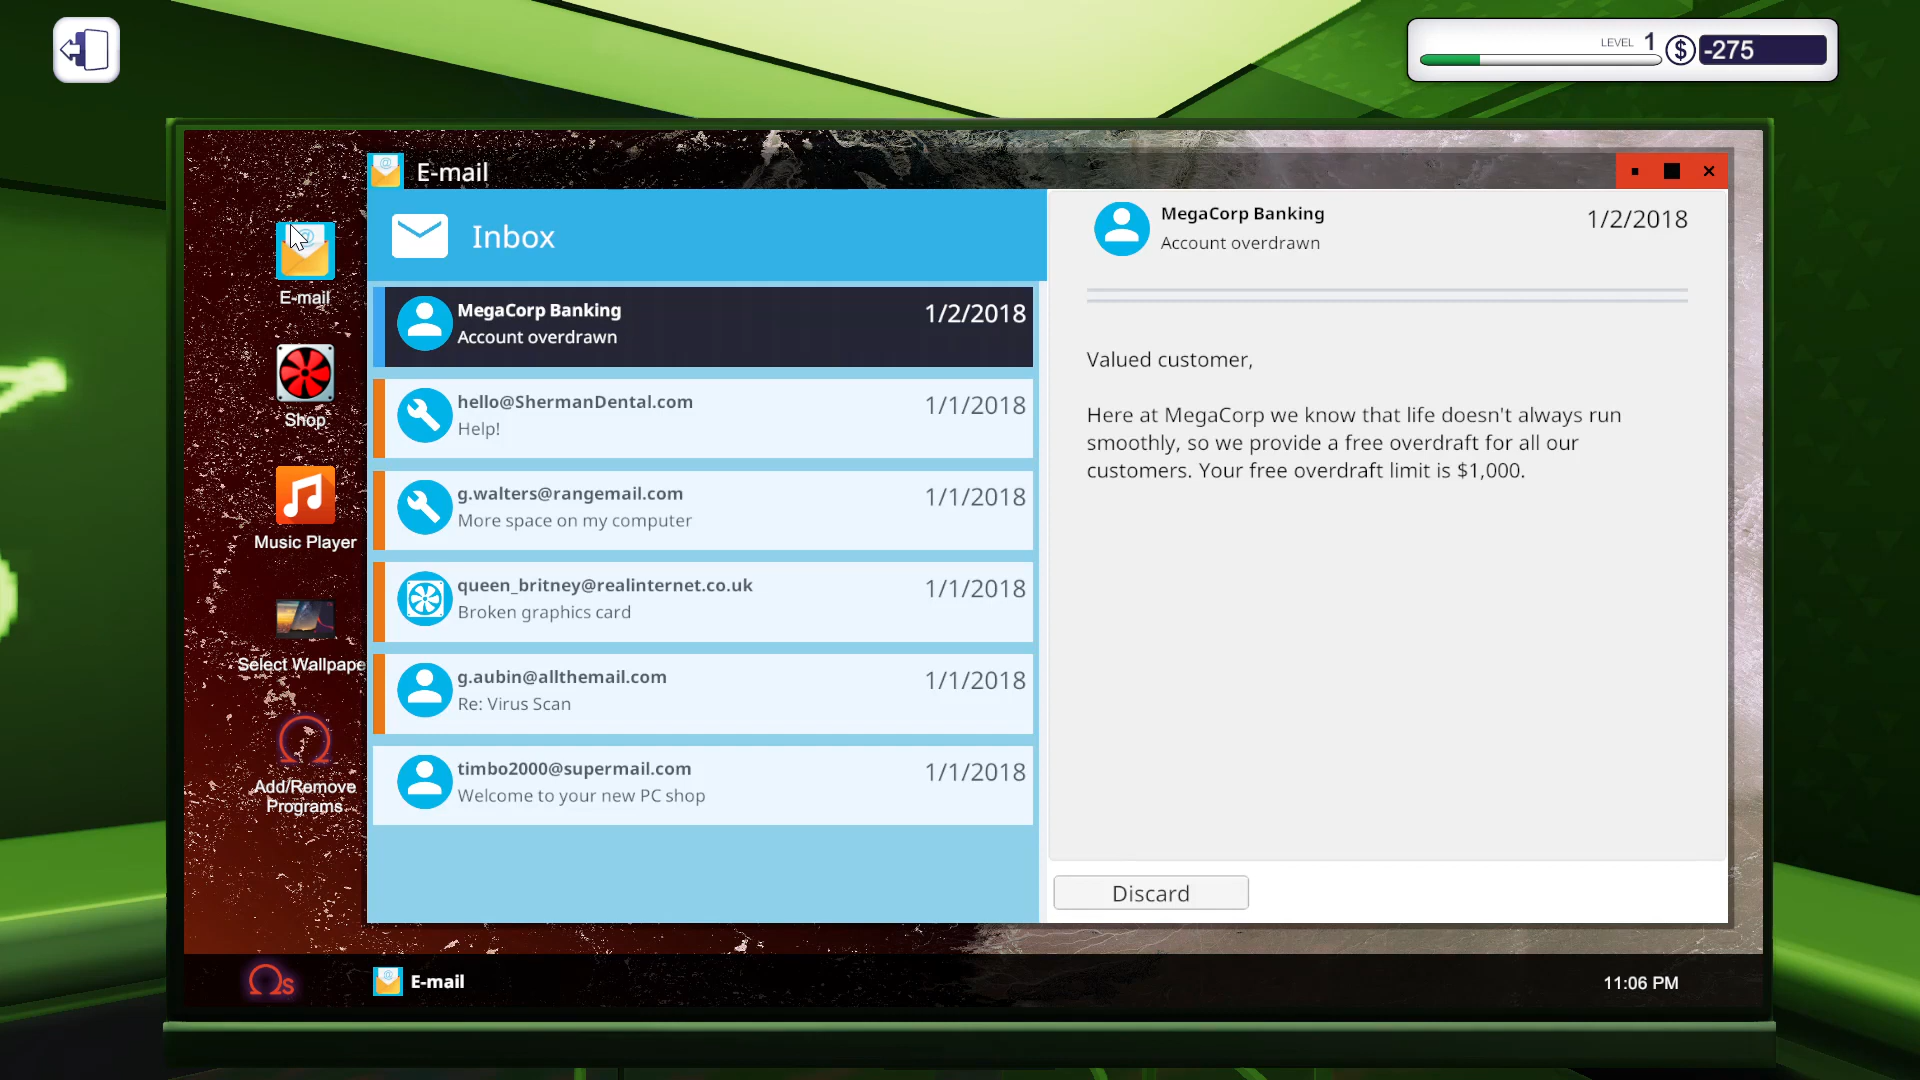 LEVEL 1
$ -275
E-mail
Inbox
MegaCorp Banking
Account overdrawn
1/2/2018
hello@ShermanDental.com
Help!
1/1/2018
g.walters@rangemail.com
More space on my computer
1/1/2018
queen_britney@realinternet.co.uk
Broken graphics card
1/1/2018
g.aubin@allthemail.com
Re: Virus Scan
1/1/2018
timbo2000@supermail.com
Welcome to your new PC shop
1/1/2018
MegaCorp Banking
Account overdrawn
1/2/2018
Valued customer,
Here at MegaCorp we know that life doesn't always run
smoothly, so we provide a free overdraft for all our
customers. Your free overdraft limit is $1,000.
Discard
E-mail
Shop
Music Player
Select Wallpape
Add/Remove
Programs
Ωs
E-mail
11:06 PM